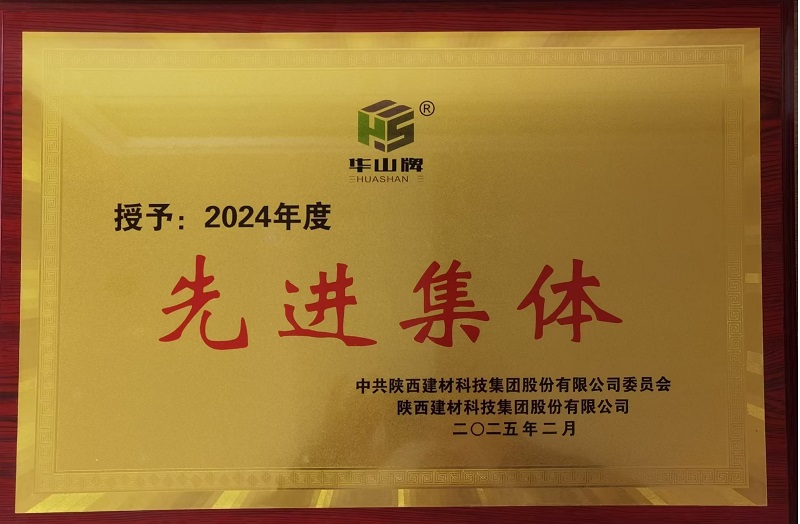 HS®
华山牌
HUASHAN
授予：2024年度
先进集体
中共陕西建材科技集团股份有限公司委员会
陕西建材科技集团股份有限公司
二〇二五年二月